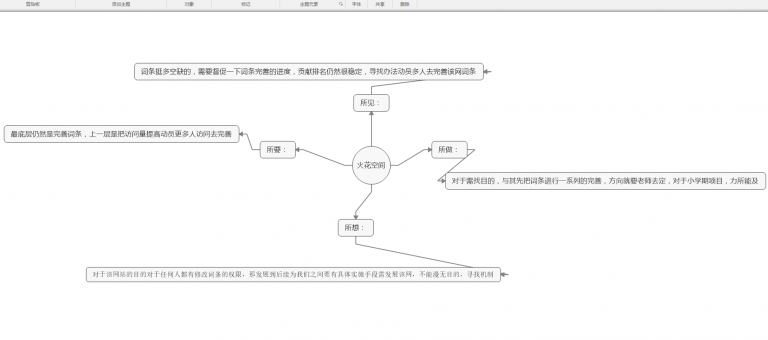 剪贴板
添加主题
对象
标记
主题元素
字体
共享
删除
词条挺多空缺的，需要督促一下词条完善的进度，贡献排名仍然很稳定，寻找办法动员多人去完善该网词条
所见：
最底层仍然是完善词条，上一层是把访问量提高动员更多人访问去完善
所要：
火花空间
所做：
对于需找目的，与其先把词条进行一系列的完善，方向就要老师去定，对于小学期项目，力所能及
所想：
对于该网站的目的对于任何人都有修改词条的权限，那发展到后续为我们之间要有具体实施手段需发展该网，不能漫无目的，寻找机制